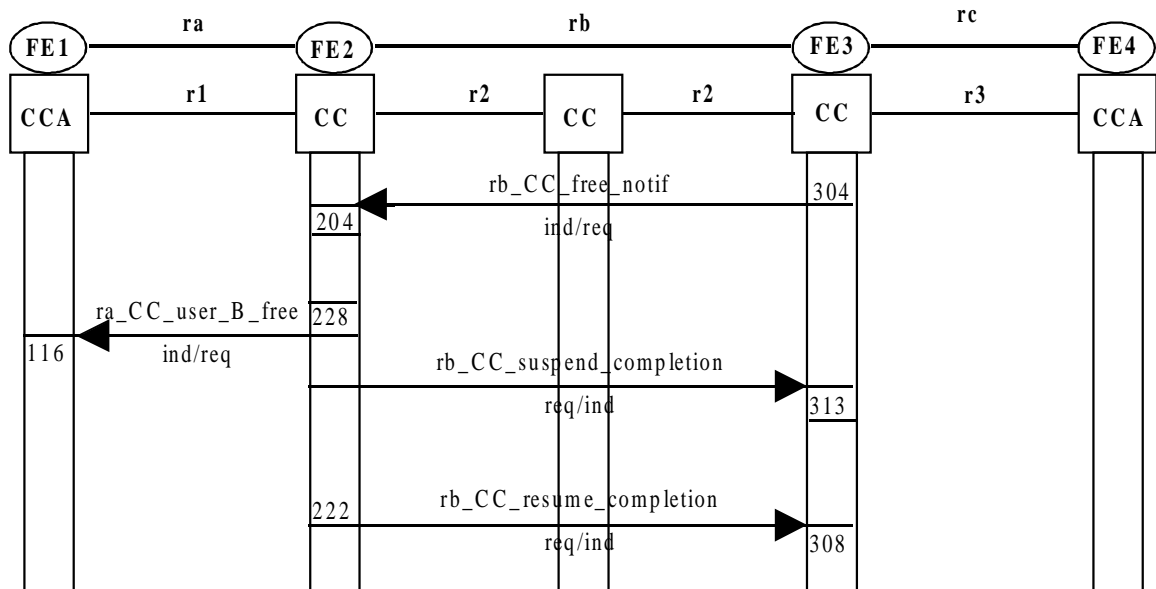 ra rb rc
FE1 FE2 FE3 FE4
r1 r2 r2 r3
CCA CC CC CC CCA
rb_CC_free_notif 304
204 ind/req
ra_CC_user_B_free 228
116 ind/req
rb_CC_suspend_completion
req/ind 313
222 rb_CC_resume_completion
req/ind 308